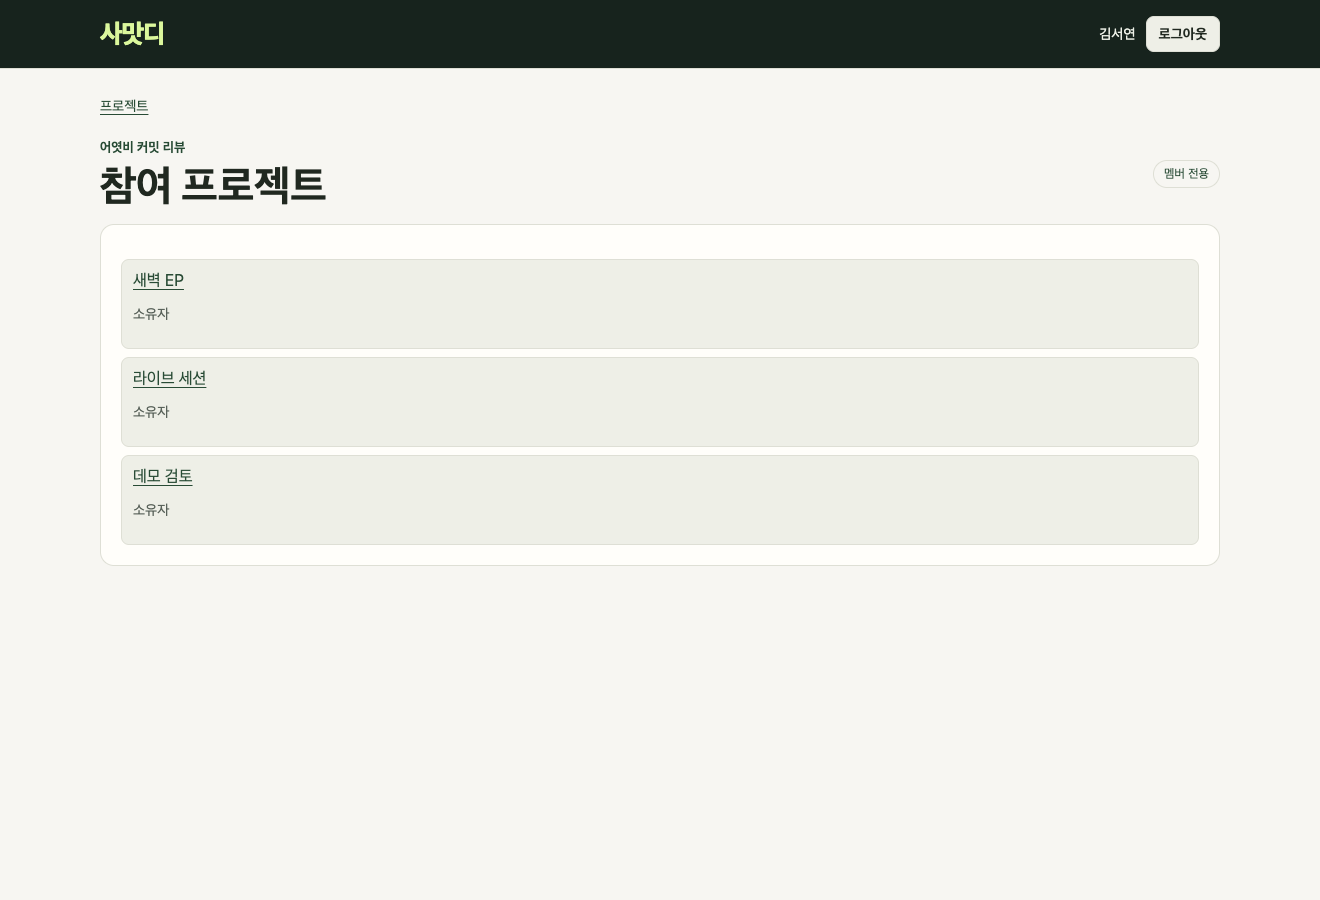 사맛디
김서연
로그아웃
프로젝트
어엿비 커밋 리뷰
참여 프로젝트
멤버 전용
새벽 EP
소유자
라이브 세션
소유자
데모 검토
소유자